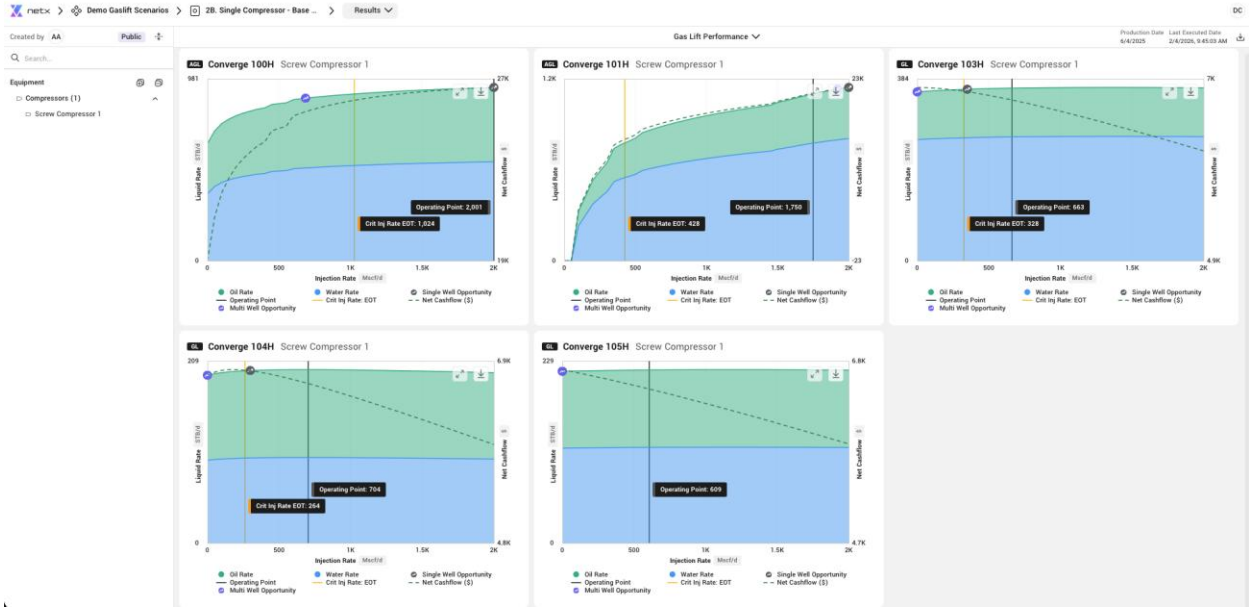 netx > Demo Gaslift Scenarios > 2B. Single Compressor - Base ... > Results DC
Created by AA Public
Gas Lift Performance
Production Date Last Executed Date
6/4/2025 2/4/2026, 9:45:03 AM
Search...
Equipment
Compressors (1)
Screw Compressor 1
AGL Converge 100H Screw Compressor 1
981 27K
Liquid Rate STB/d
Net Cashflow $
Operating Point: 2,001
Crit Inj Rate EOT: 1,024
0 19K
0 500 1K 1.5K 2K
Injection Rate Mscf/d
Oil Rate Water Rate Single Well Opportunity
Operating Point Crit Inj Rate: EOT Net Cashflow ($)
Multi Well Opportunity
AGL Converge 101H Screw Compressor 1
1.2K 23K
Liquid Rate STB/d
Net Cashflow $
Operating Point: 1,750
Crit Inj Rate EOT: 428
0 -23
0 500 1K 1.5K 2K
Injection Rate Mscf/d
Oil Rate Water Rate Single Well Opportunity
Operating Point Crit Inj Rate: EOT Net Cashflow ($)
Multi Well Opportunity
GL Converge 103H Screw Compressor 1
384 7K
Liquid Rate STB/d
Net Cashflow $
Operating Point: 663
Crit Inj Rate EOT: 328
0 4.9K
0 500 1K 1.5K 2K
Injection Rate Mscf/d
Oil Rate Water Rate Single Well Opportunity
Operating Point Crit Inj Rate: EOT Net Cashflow ($)
Multi Well Opportunity
GL Converge 104H Screw Compressor 1
209 6.9K
Liquid Rate STB/d
Net Cashflow $
Operating Point: 704
Crit Inj Rate EOT: 264
0 4.8K
0 500 1K 1.5K 2K
Injection Rate Mscf/d
Oil Rate Water Rate Single Well Opportunity
Operating Point Crit Inj Rate: EOT Net Cashflow ($)
Multi Well Opportunity
GL Converge 105H Screw Compressor 1
229 6.8K
Liquid Rate STB/d
Net Cashflow $
Operating Point: 609
0 4.7K
0 500 1K 1.5K 2K
Injection Rate Mscf/d
Oil Rate Water Rate Single Well Opportunity
Operating Point Crit Inj Rate: EOT Net Cashflow ($)
Multi Well Opportunity